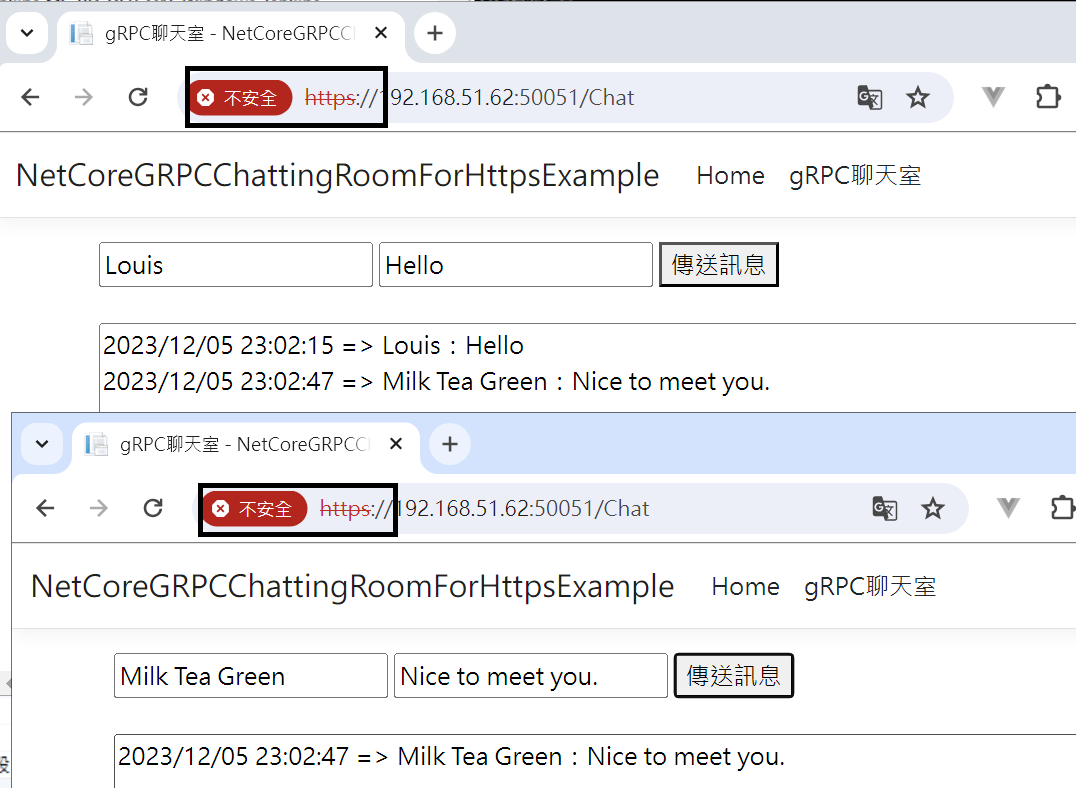 gRPC聊天室 - NetCoreGRPCC
不安全 https://192.168.51.62:50051/Chat
NetCoreGRPCChattingRoomForHttpsExample Home gRPC聊天室
Louis Hello 傳送訊息
2023/12/05 23:02:15 => Louis：Hello
2023/12/05 23:02:47 => Milk Tea Green：Nice to meet you.
gRPC聊天室 - NetCoreGRPCC
不安全 https://192.168.51.62:50051/Chat
NetCoreGRPCChattingRoomForHttpsExample Home gRPC聊天室
Milk Tea Green Nice to meet you. 傳送訊息
2023/12/05 23:02:47 => Milk Tea Green：Nice to meet you.